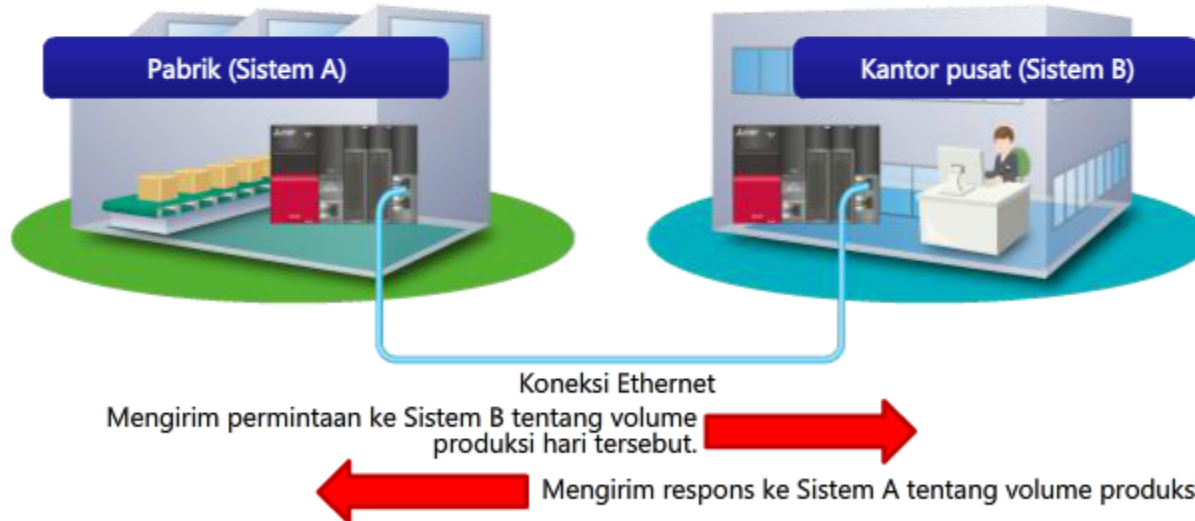 Pabrik (Sistem A)
Kantor pusat (Sistem B)
Koneksi Ethernet
Mengirim permintaan ke Sistem B tentang volume
produksi hari tersebut.
Mengirim respons ke Sistem A tentang volume produks